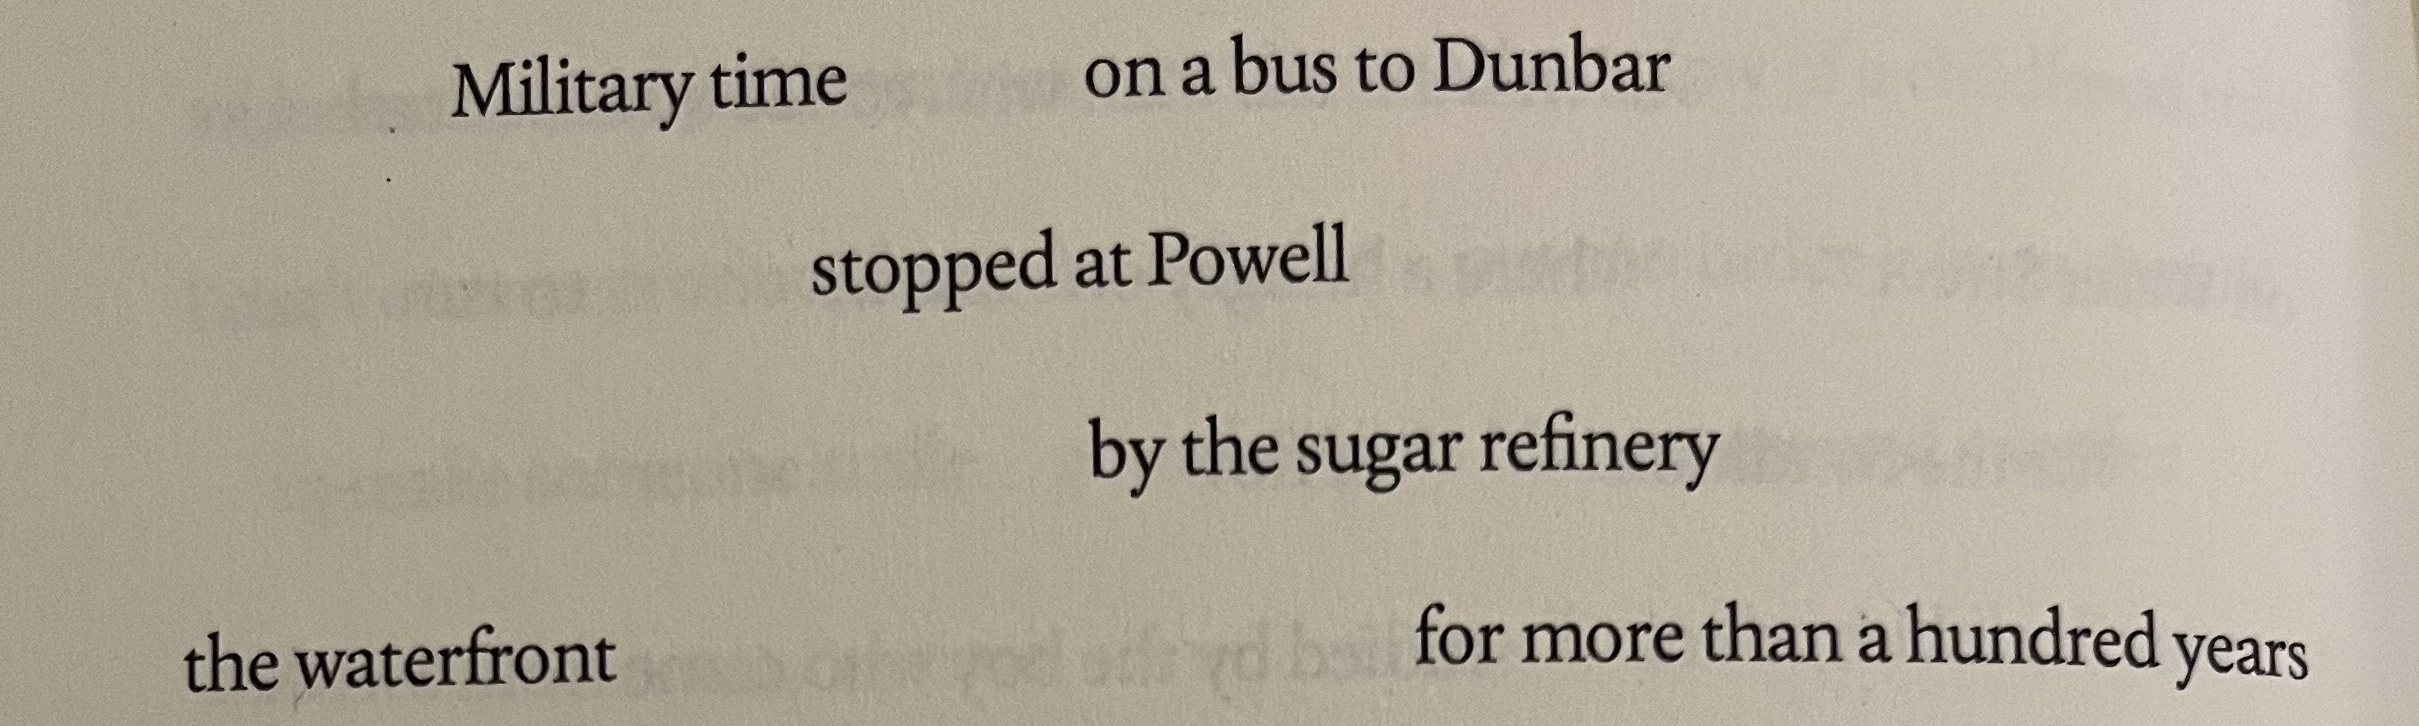 Military time on a bus to Dunbar
stopped at Powell
by the sugar refinery
the waterfront for more than a hundred years